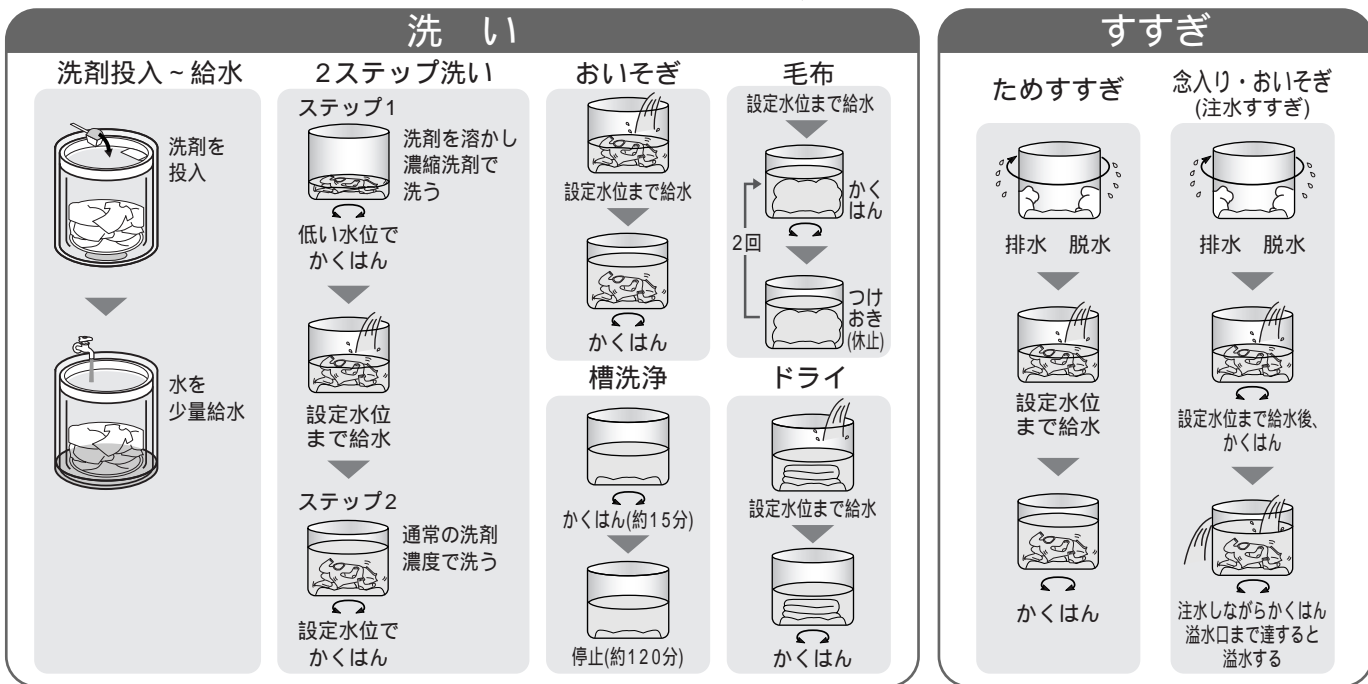 洗い
洗剤投入~給水
洗剤を
投入
水を
少量給水
2ステップ洗い
ステップ1
洗剤を溶かし
濃縮洗剤で
洗う
低い水位で
かくはん
設定水位
まで給水
ステップ2
通常の洗剤
濃度で洗う
設定水位で
かくはん
おいそぎ
設定水位まで給水
かくはん
槽洗浄
かくはん(約15分)
停止(約120分)
毛布
設定水位まで給水
かく
はん
2回
つけ
おき
(休止)
ドライ
設定水位まで給水
かくはん
すすぎ
ためすすぎ
排水 脱水
設定水位
まで給水
かくはん
念入り・おいそぎ
(注水すすぎ)
排水 脱水
設定水位まで給水後、
かくはん
注水しながらかくはん
溢水口まで達すると
溢水する